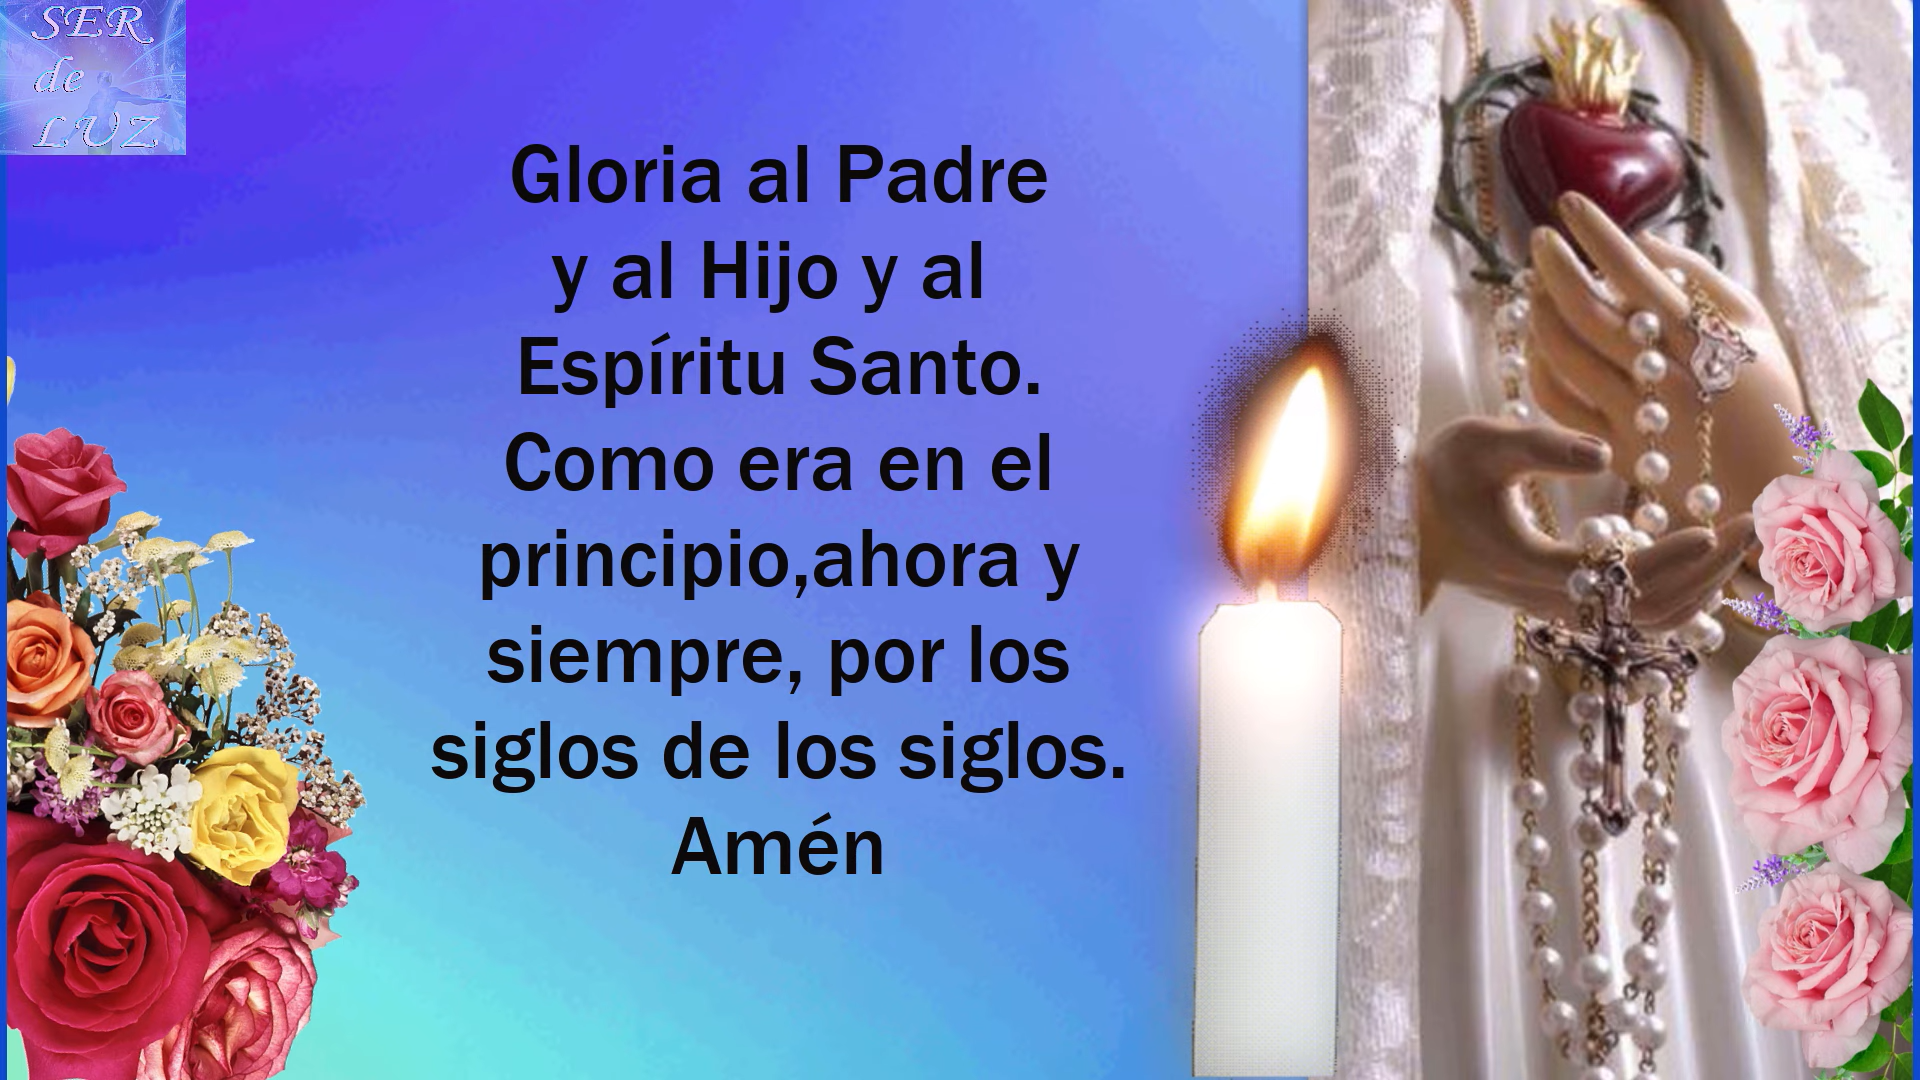 SER
de
LUZ
Gloria al Padre
y al Hijo y al
Espíritu Santo.
Como era en el
principio,ahora y
siempre, por los
siglos de los siglos.
Amén